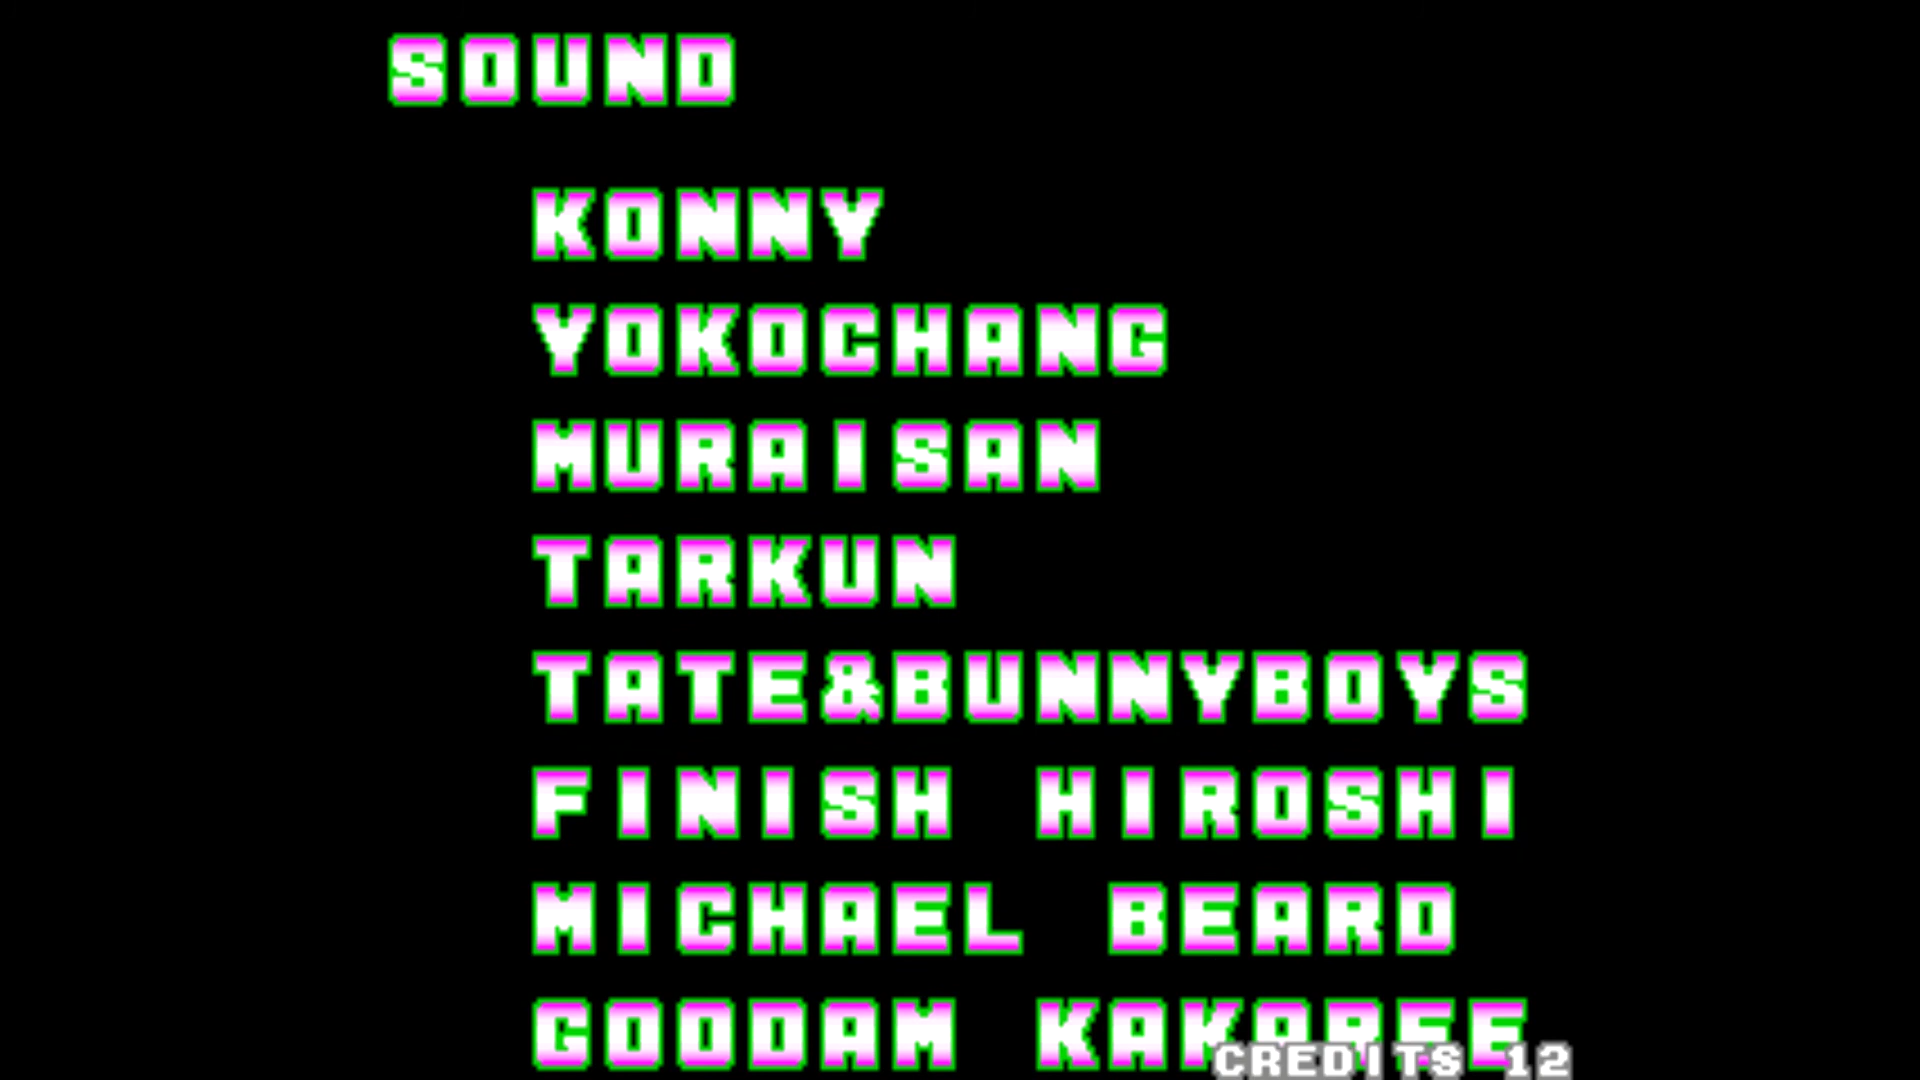 SOUND
KONNY
YOKOCHANG
MURAISAN
TARKUN
TATE&BUNNYBOYS
FINISH HIROSHI
MICHAEL BEARD
GOODAM
CREDITS 12